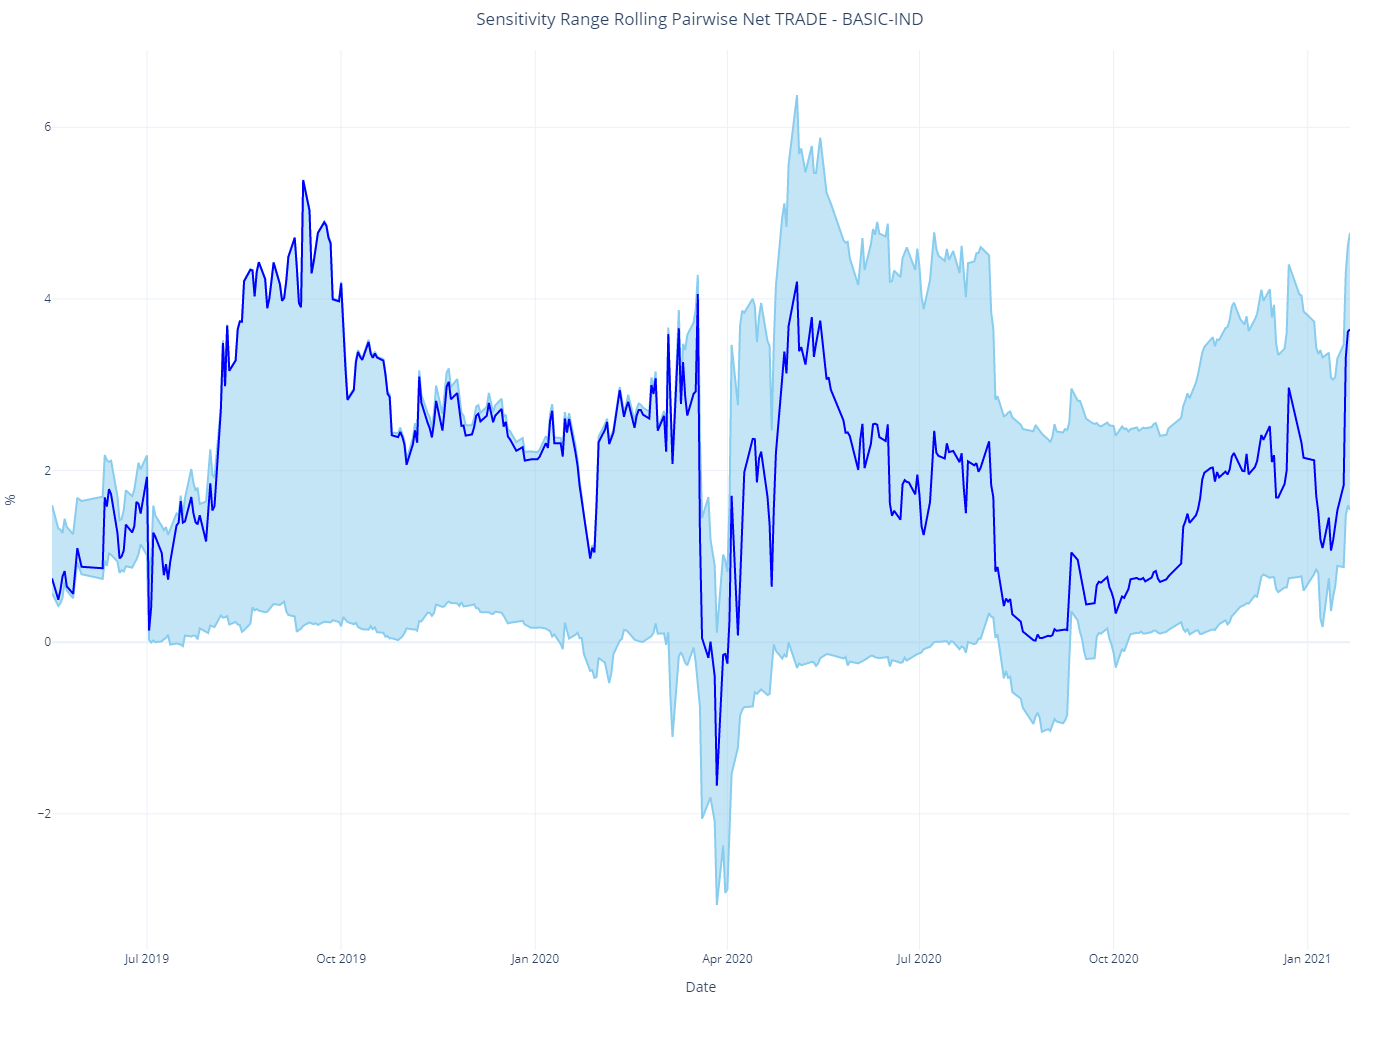 Sensitivity Range Rolling Pairwise Net TRADE - BASIC-IND
6
4
2
0
−2
%
Jul 2019 Oct 2019 Jan 2020 Apr 2020 Jul 2020 Oct 2020 Jan 2021
Date